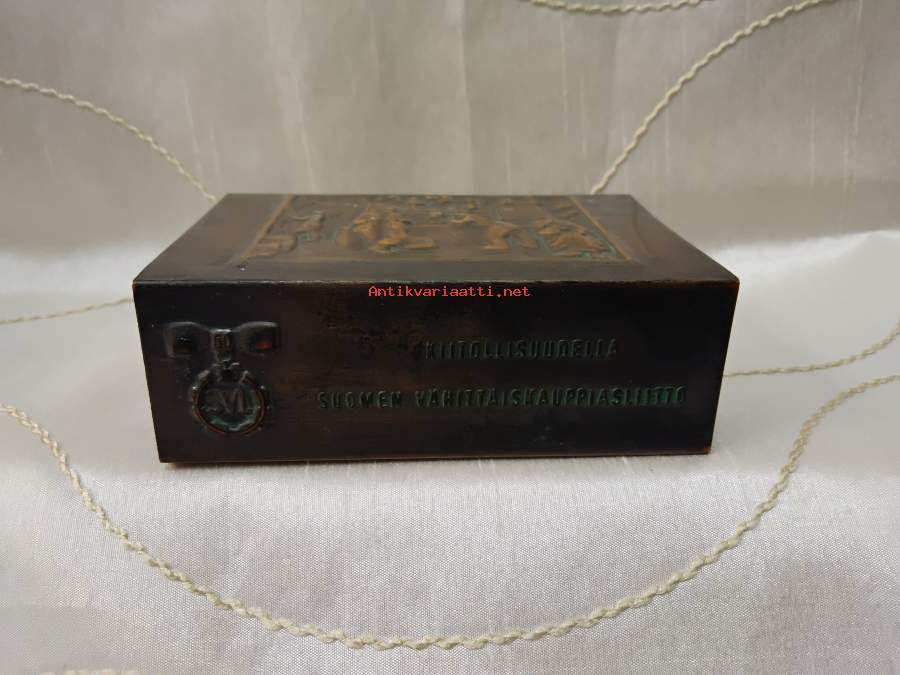 Antikvariaatti.net
KIITOLLISUUDELLA
SUOMEN VÄHITTÄISKAUPPIASLIITTO
M